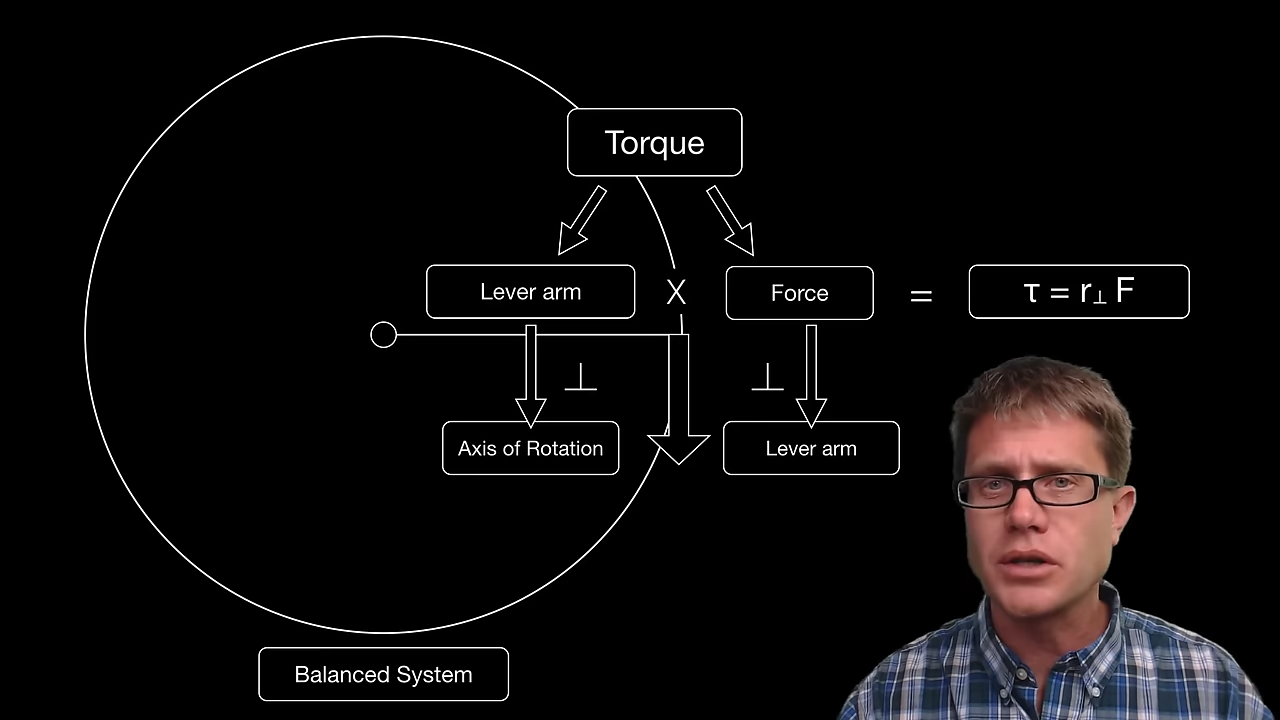 Torque
Lever arm X Force = τ = r⊥ F
⊥ ⊥
Axis of Rotation Lever arm
Balanced System